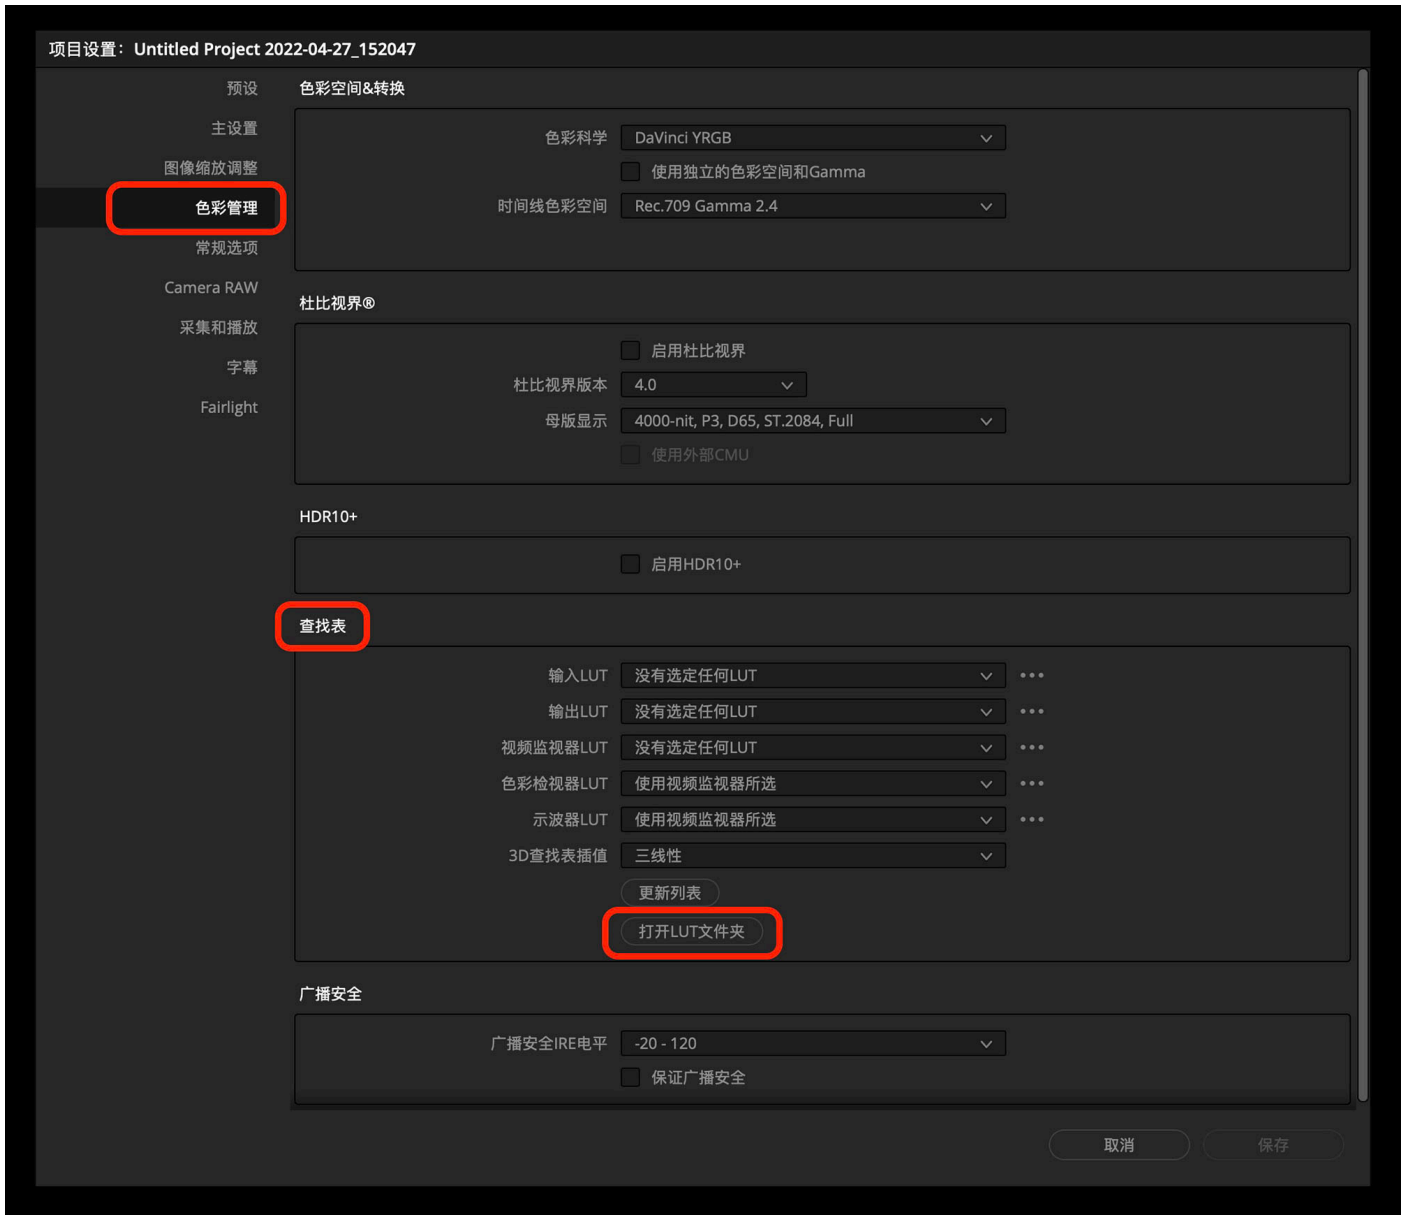 项目设置：Untitled Project 2022-04-27_152047
预设
主设置
图像缩放调整
色彩管理
常规选项
Camera RAW
采集和播放
字幕
Fairlight
色彩空间&转换
色彩科学 DaVinci YRGB
使用独立的色彩空间和Gamma
时间线色彩空间 Rec.709 Gamma 2.4
杜比视界®
启用杜比视界
杜比视界版本 4.0
母版显示 4000-nit, P3, D65, ST.2084, Full
使用外部CMU
HDR10+
启用HDR10+
查找表
输入LUT 没有选定任何LUT
输出LUT 没有选定任何LUT
视频监视器LUT 没有选定任何LUT
色彩检视器LUT 使用视频监视器所选
示波器LUT 使用视频监视器所选
3D查找表插值 三线性
更新列表
打开LUT文件夹
广播安全
广播安全IRE电平 -20 - 120
保证广播安全
取消 保存